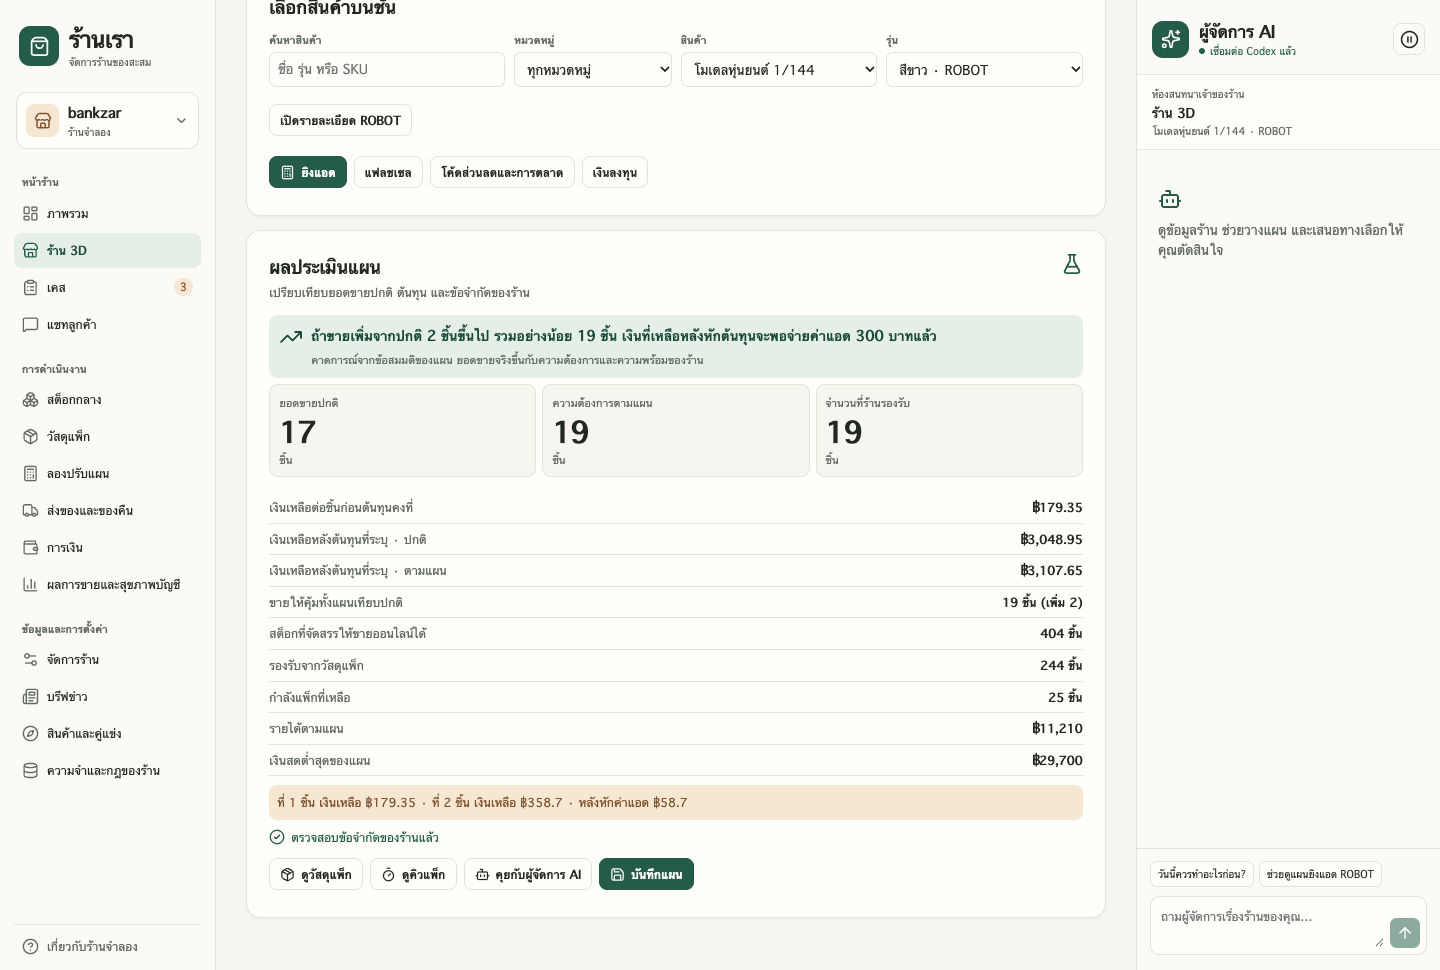 ร้านเรา
จัดการร้านของสะสม
bankzar
ร้านจำลอง
หน้าร้าน
ภาพรวม
ร้าน 3D
เคส 3
แชทลูกค้า
การดำเนินงาน
สต็อกกลาง
วัสดุแพ็ก
ลองปรับแผน
ส่งของและของคืน
การเงิน
ผลการขายและสุขภาพบัญชี
ข้อมูลและการตั้งค่า
จัดการร้าน
บรีฟข่าว
สินค้าและคู่แข่ง
ความจำและกฎของร้าน
เกี่ยวกับร้านจำลอง
เลือกสินค้าบนชั้น
ค้นหาสินค้า หมวดหมู่ สินค้า รุ่น
ชื่อ รุ่น หรือ SKU ทุกหมวดหมู่ โมเดลหุ่นยนต์ 1/144 สีขาว · ROBOT
เปิดรายละเอียด ROBOT
ยิงแอด แฟลชเซล โค้ดส่วนลดและการตลาด เงินลงทุน
ผลประเมินแผน
เปรียบเทียบยอดขายปกติ ต้นทุน และข้อจำกัดของร้าน
ถ้าขายเพิ่มจากปกติ 2 ชิ้นขึ้นไป รวมอย่างน้อย 19 ชิ้น เงินที่เหลือหลังหักต้นทุนจะพอจ่ายค่าแอด 300 บาทแล้ว
คาดการณ์จากข้อสมมติของแผน ยอดขายจริงขึ้นกับความต้องการและความพร้อมของร้าน
ยอดขายปกติ ความต้องการตามแผน จำนวนที่ร้านรองรับ
17 19 19
ชิ้น ชิ้น ชิ้น
เงินเหลือต่อชิ้นก่อนต้นทุนคงที่ ฿179.35
เงินเหลือหลังต้นทุนที่ระบุ · ปกติ ฿3,048.95
เงินเหลือหลังต้นทุนที่ระบุ · ตามแผน ฿3,107.65
ขายให้คุ้มทั้งแผนเทียบปกติ 19 ชิ้น (เพิ่ม 2)
สต็อกที่จัดสรรให้ขายออนไลน์ได้ 404 ชิ้น
รองรับจากวัสดุแพ็ก 244 ชิ้น
กำลังแพ็กที่เหลือ 25 ชิ้น
รายได้ตามแผน ฿11,210
เงินสดต่ำสุดของแผน ฿29,700
ที่ 1 ชิ้น เงินเหลือ ฿179.35 · ที่ 2 ชิ้น เงินเหลือ ฿358.7 · หลังหักค่าแอด ฿58.7
ตรวจสอบข้อจำกัดของร้านแล้ว
ดูวัสดุแพ็ก ดูคิวแพ็ก คุยกับผู้จัดการ AI บันทึกแผน
ผู้จัดการ AI
เชื่อมต่อ Codex แล้ว
ห้องสนทนาเจ้าของร้าน
ร้าน 3D
โมเดลหุ่นยนต์ 1/144 · ROBOT
ดูข้อมูลร้าน ช่วยวางแผน และเสนอทางเลือกให้
คุณตัดสินใจ
วันนี้ควรทำอะไรก่อน? ช่วยดูแผนยิงแอด ROBOT
ถามผู้จัดการเรื่องร้านของคุณ...